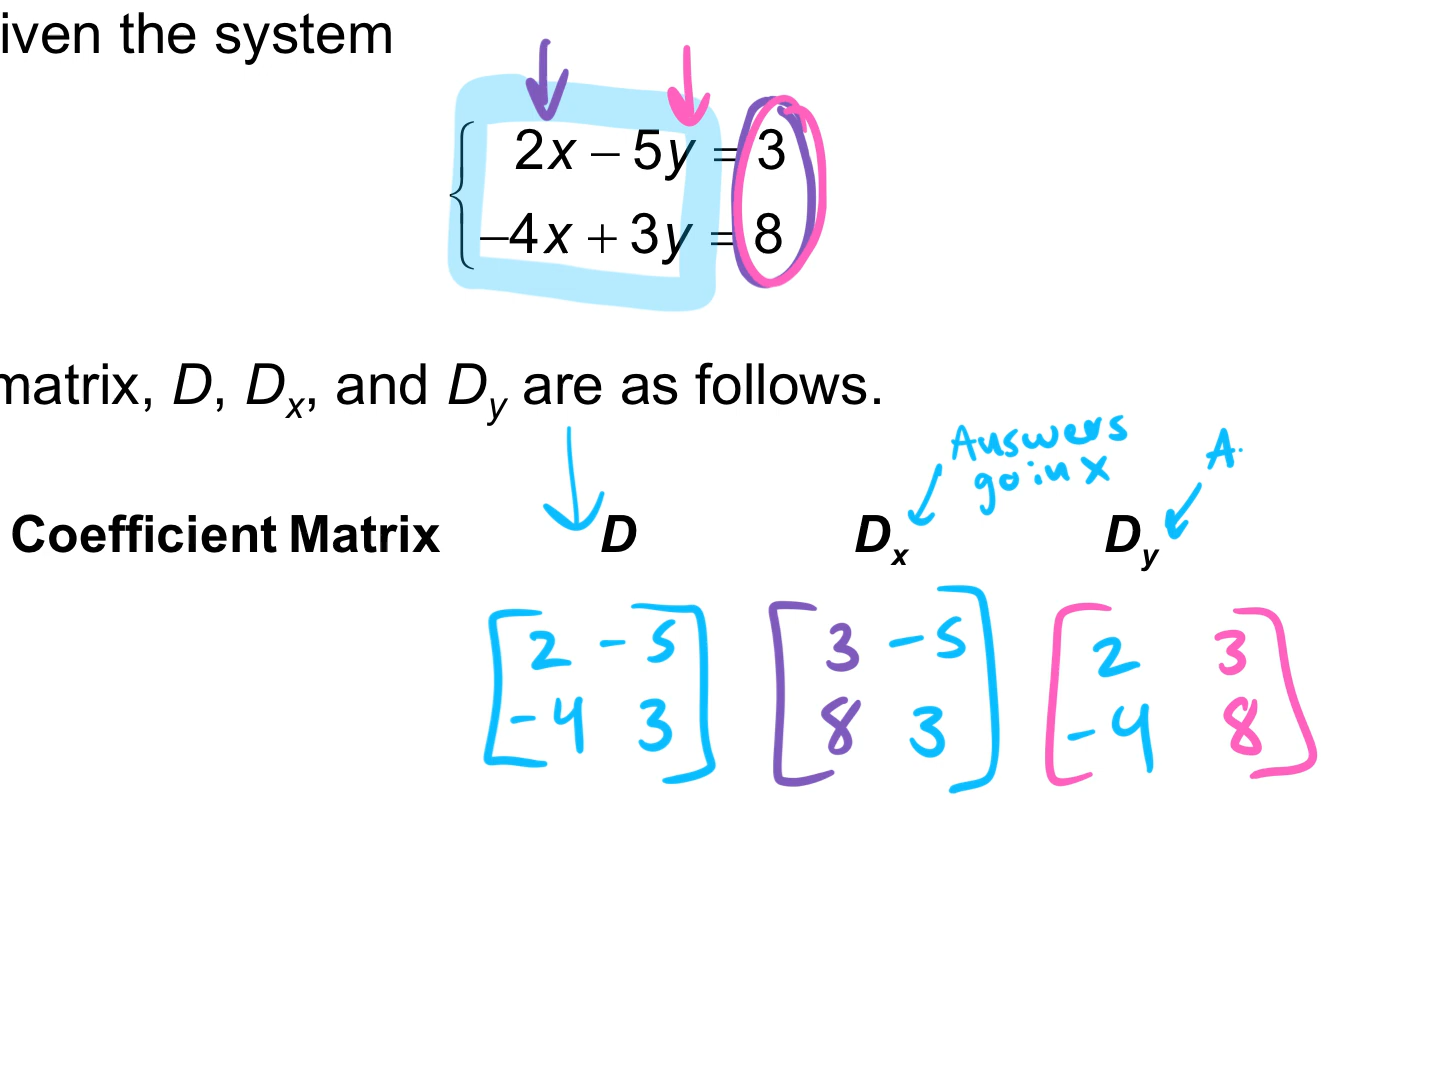 iven the system
2x – 5y = 3
–4x + 3y = 8
matrix, D, Dx, and Dy are as follows.
Answers
go in x
A.
Coefficient Matrix D Dx Dy
2 -5 3 -5 2 3
-4 3 8 3 -4 8